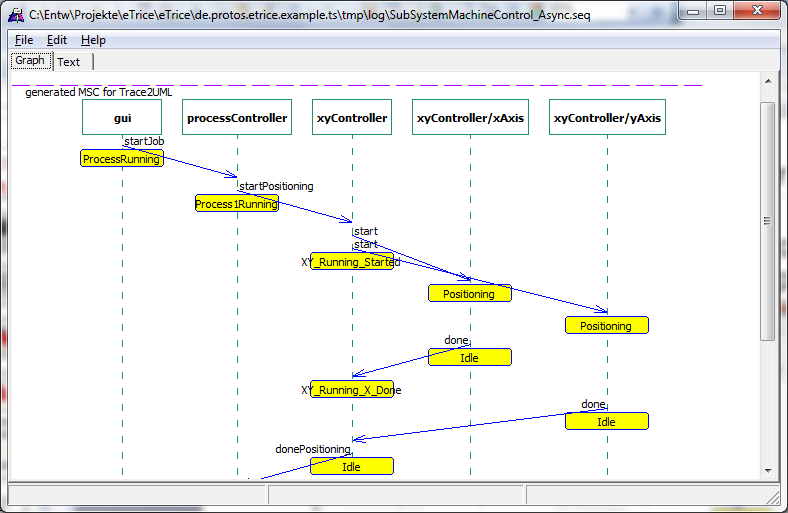 C:\Entw\Projekte\eTrice\eTrice\de.protos.etrice.example.ts\tmp\log\SubSystemMachineControl_Async.seq
File Edit Help
Graph Text
generated MSC for Trace2UML
gui processController xyController xyController/xAxis xyController/yAxis
startJob
ProcessRunning
startPositioning
Process1Running
start
start
XY_Running_Started
Positioning
Positioning
done
Idle
XY_Running_X_Done
done
Idle
donePositioning
Idle